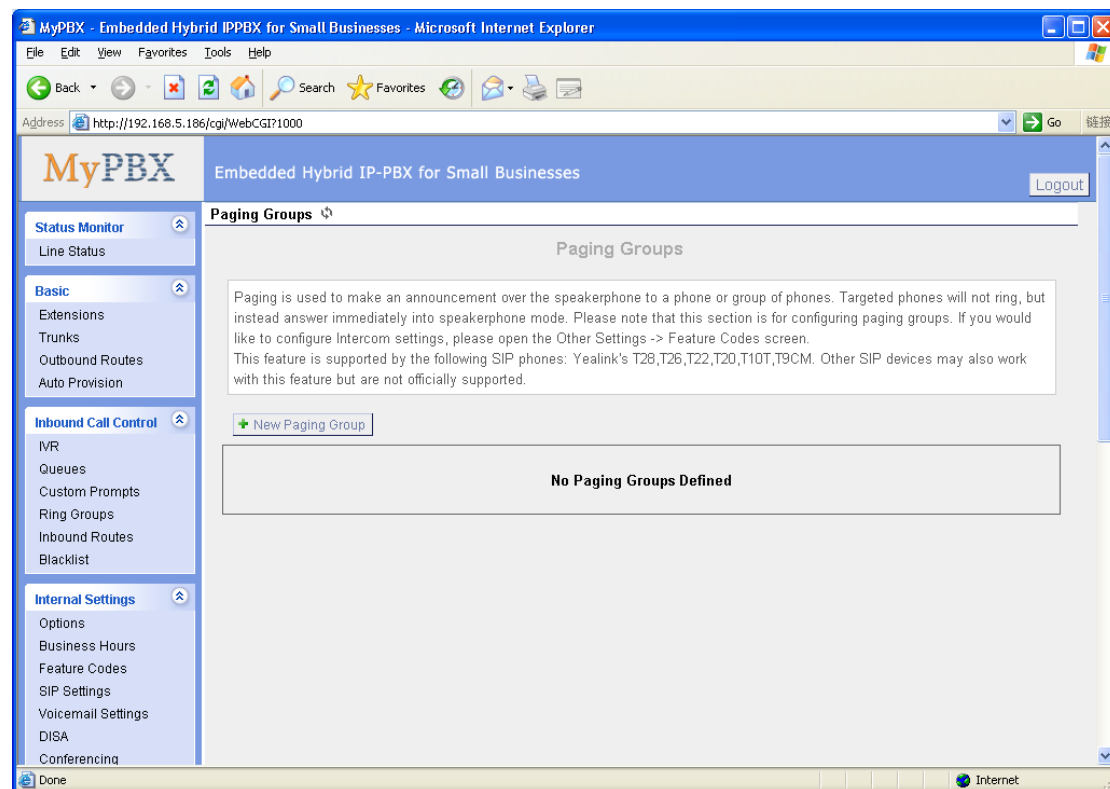 MyPBX - Embedded Hybrid IPPBX for Small Businesses - Microsoft Internet Explorer
File Edit View Favorites Tools Help
Back Search Favorites
Address http://192.168.5.186/cgi/WebCGI?1000 Go 链接
MyPBX Embedded Hybrid IP-PBX for Small Businesses
Logout
Paging Groups
Status Monitor
Line Status
Basic
Extensions
Trunks
Outbound Routes
Auto Provision
Inbound Call Control
IVR
Queues
Custom Prompts
Ring Groups
Inbound Routes
Blacklist
Internal Settings
Options
Business Hours
Feature Codes
SIP Settings
Voicemail Settings
DISA
Conferencing
Paging Groups
Paging is used to make an announcement over the speakerphone to a phone or group of phones. Targeted phones will not ring, but
instead answer immediately into speakerphone mode. Please note that this section is for configuring paging groups. If you would
like to configure Intercom settings, please open the Other Settings -> Feature Codes screen.
This feature is supported by the following SIP phones: Yealink's T28,T26,T22,T20,T10T,T9CM. Other SIP devices may also work
with this feature but are not officially supported.
New Paging Group
No Paging Groups Defined
Done Internet